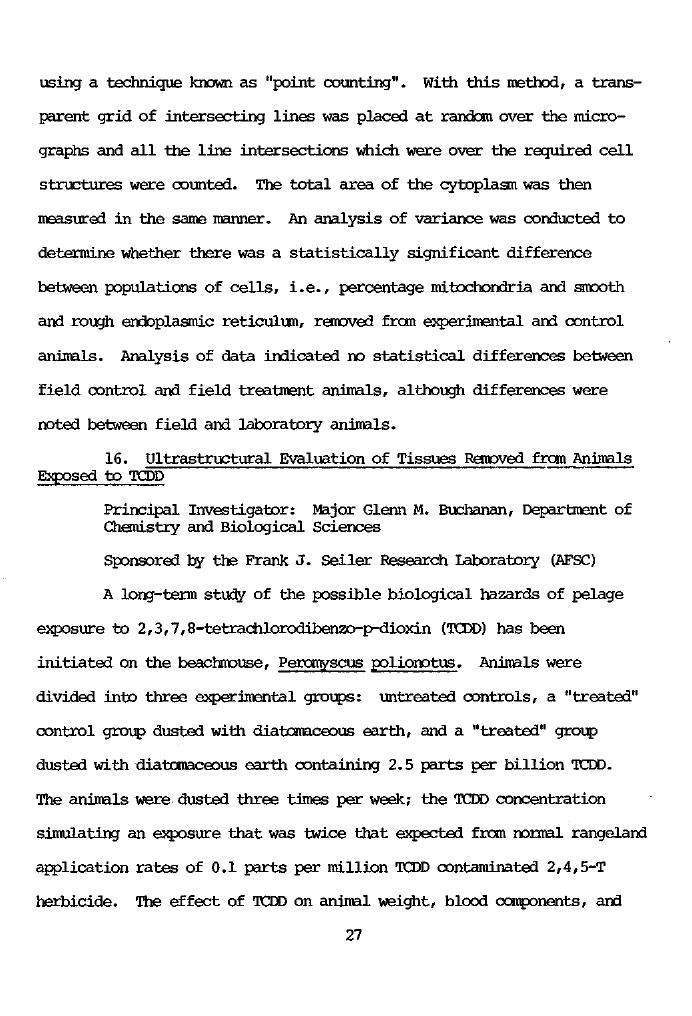 using a technique known as "point counting".  With this method, a trans-
parent grid of intersecting lines was placed at random over the micro-
graphs and all the line intersections which were over the required cell
structures were counted.  The total area of the cytoplasm was then
measured in the same manner.  An analysis of variance was conducted to
determine whether there was a statistically significant difference
between populations of cells, i.e., percentage mitochondria and smooth
and rough endoplasmic reticulum, removed from experimental and control
animals.  Analysis of data indicated no statistical differences between
field control and field treatment animals, although differences were
noted between field and laboratory animals.
16.  Ultrastructural Evaluation of Tissues Removed from Animals
Exposed to TCDD
Principal Investigator:  Major Glenn M. Buchanan, Department of
Chemistry and Biological Sciences
Sponsored by the Frank J. Seiler Research Laboratory (AFSC)
A long-term study of the possible biological hazards of pelage
exposure to 2,3,7,8-tetrachlorodibenzo-p-dioxin (TCDD) has been
initiated on the beachmouse, Peromyscus polionotus.  Animals were
divided into three experimental groups:  untreated controls, a "treated"
control group dusted with diatomaceous earth, and a "treated" group
dusted with diatomaceous earth containing 2.5 parts per billion TCDD.
The animals were dusted three times per week; the TCDD concentration
simulating an exposure that was twice that expected from normal rangeland
application rates of 0.1 parts per million TCDD contaminated 2,4,5-T
herbicide.  The effect of TCDD on animal weight, blood components, and
27